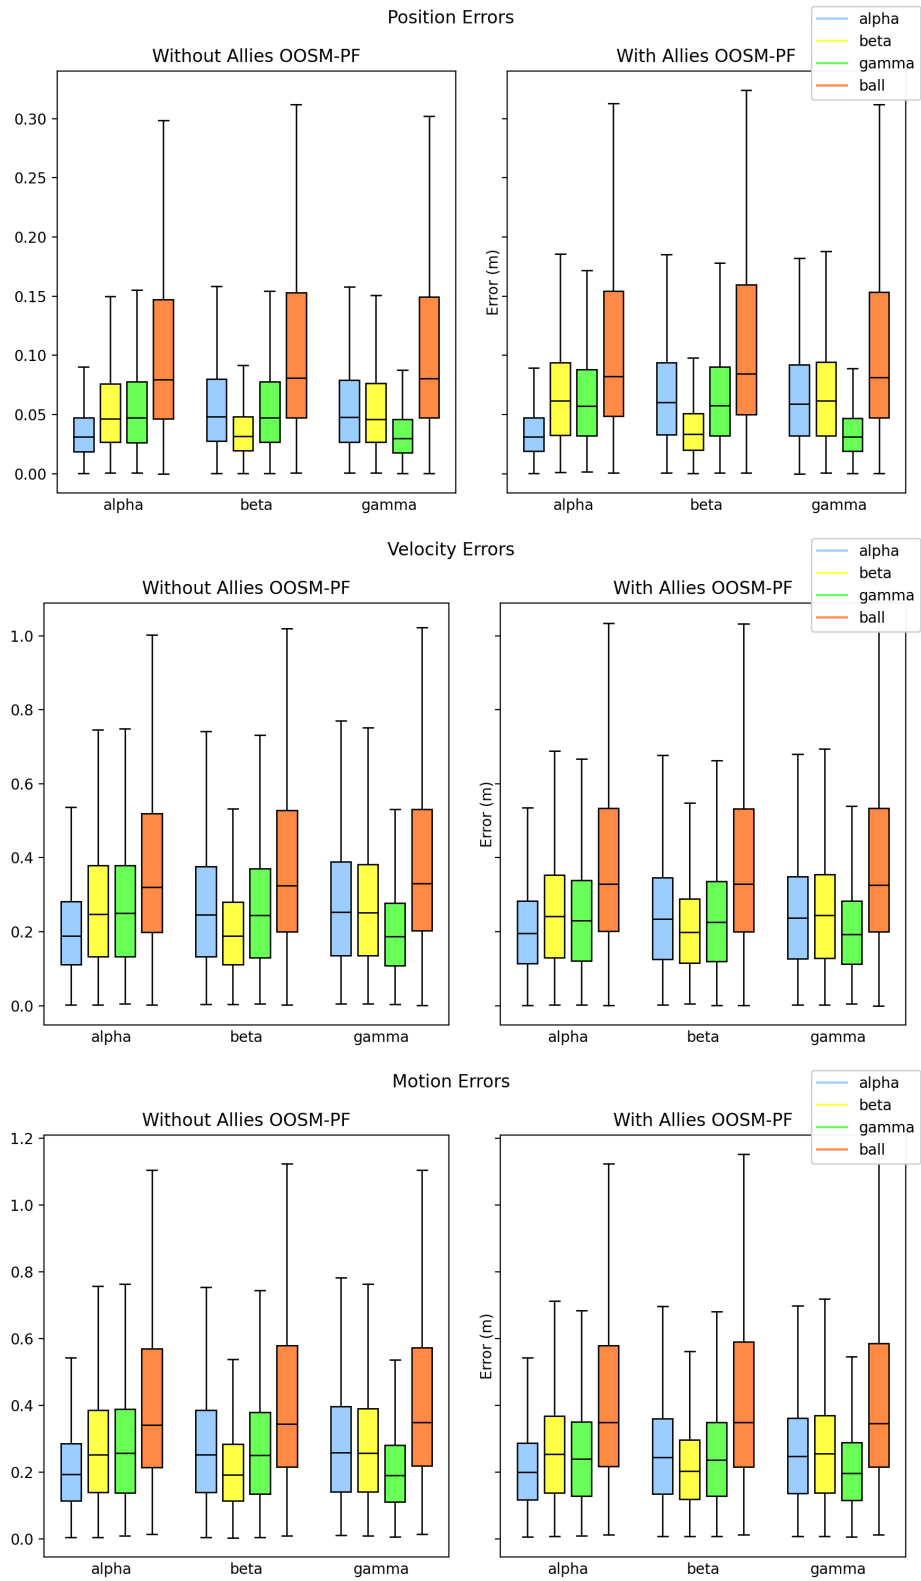 Position Errors
Without Allies OOSM-PF
With Allies OOSM-PF
alpha
beta
gamma
ball
0.30
0.25
0.20
0.15
0.10
0.05
0.00
Error (m)
alpha
beta
gamma
alpha
beta
gamma
Velocity Errors
Without Allies OOSM-PF
With Allies OOSM-PF
alpha
beta
gamma
ball
1.0
0.8
0.6
0.4
0.2
0.0
Error (m)
alpha
beta
gamma
alpha
beta
gamma
Motion Errors
Without Allies OOSM-PF
With Allies OOSM-PF
alpha
beta
gamma
ball
1.2
1.0
0.8
0.6
0.4
0.2
0.0
Error (m)
alpha
beta
gamma
alpha
beta
gamma